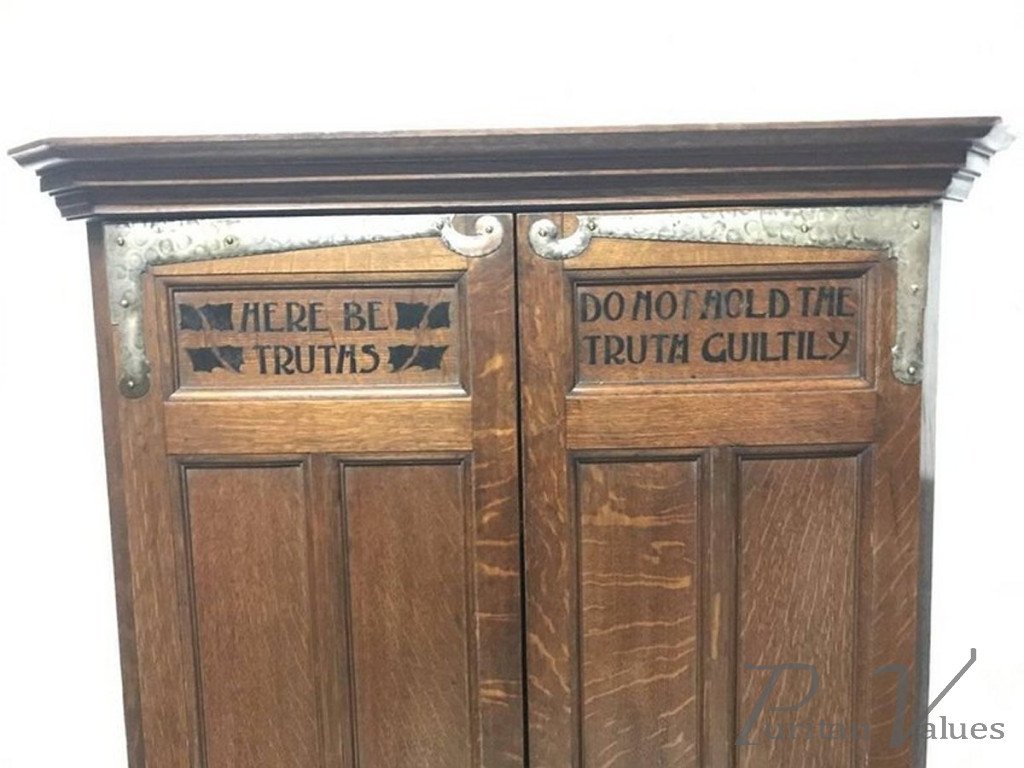 HERE BE
TRUTHS
DO NOT HOLD THE
TRUTH GUILTILY
Puritan Values